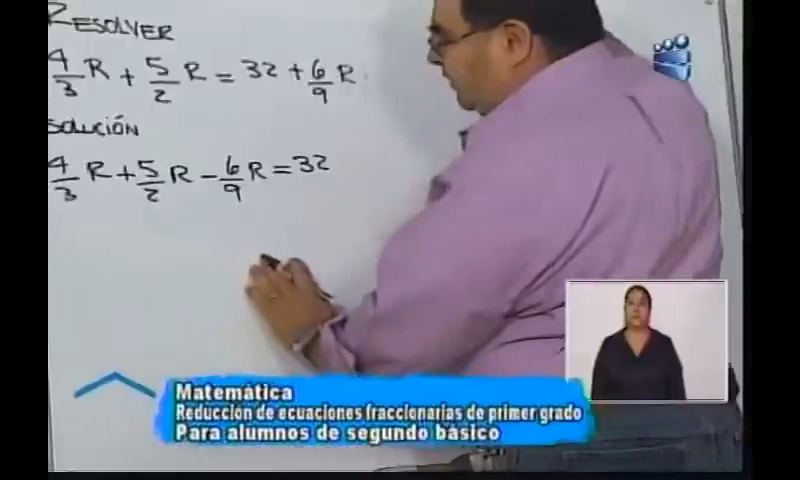 RESOLVER
4/3 R + 5/2 R = 32 + 6/9 R
SOLUCIÓN
4/3 R + 5/2 R - 6/9 R = 32
Matemática
Reducción de ecuaciones fraccionarias de primer grado
Para alumnos de segundo básico